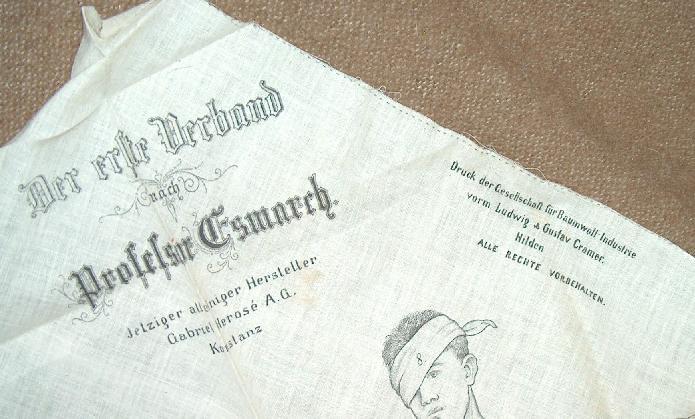 Der erste Verband
nach
Professor Esmarch.
Jetziger alleiniger Hersteller
Gabriel Herosé A.G.
Konstanz
Druck der Gesellschaft für Baumwoll-Industrie
vorm Ludwig & Gustav Cramer.
Hilden
ALLE RECHTE VORBEHALTEN.
8